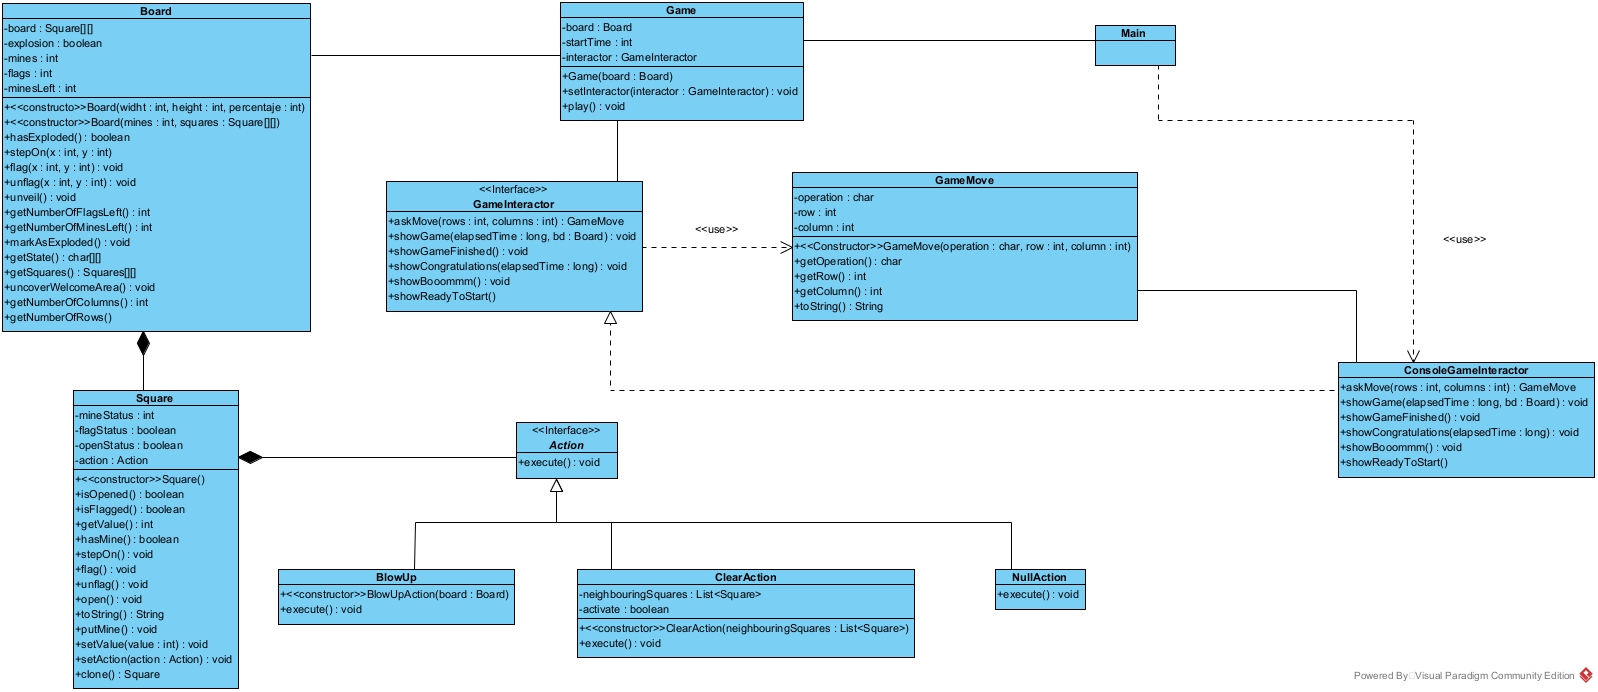 Board
-board : Square[][]
-explosion : boolean
-mines : int
-flags : int
-minesLeft : int
+<<constructo>>Board(widht : int, height : int, percentaje : int)
+<<constructor>>Board(mines : int, squares : Square[][])
+hasExploded() : boolean
+stepOn(x : int, y : int)
+flag(x : int, y : int) : void
+unflag(x : int, y : int) : void
+unveil() : void
+getNumberOfFlagsLeft() : int
+getNumberOfMinesLeft() : int
+markAsExploded() : void
+getState() : char[][]
+getSquares() : Squares[][]
+uncoverWelcomeArea() : void
+getNumberOfColumns() : int
+getNumberOfRows()
Game
-board : Board
-startTime : int
-interactor : GameInteractor
+Game(board : Board)
+setInteractor(interactor : GameInteractor) : void
+play() : void
Main
<<Interface>>
GameInteractor
+askMove(rows : int, columns : int) : GameMove
+showGame(elapsedTime : long, bd : Board) : void
+showGameFinished() : void
+showCongratulations(elapsedTime : long) : void
+showBooommm() : void
+showReadyToStart()
<<use>>
GameMove
-operation : char
-row : int
-column : int
+<<Constructor>>GameMove(operation : char, row : int, column : int)
+getOperation() : char
+getRow() : int
+getColumn() : int
+toString() : String
<<use>>
ConsoleGameInteractor
+askMove(rows : int, columns : int) : GameMove
+showGame(elapsedTime : long, bd : Board) : void
+showGameFinished() : void
+showCongratulations(elapsedTime : long) : void
+showBooommm() : void
+showReadyToStart()
Square
-mineStatus : int
-flagStatus : boolean
-openStatus : boolean
-action : Action
+<<constructor>>Square()
+isOpened() : boolean
+isFlagged() : boolean
+getValue() : int
+hasMine() : boolean
+stepOn() : void
+flag() : void
+unflag() : void
+open() : void
+toString() : String
+putMine() : void
+setValue(value : int) : void
+setAction(action : Action) : void
+clone() : Square
<<Interface>>
Action
+execute() : void
BlowUp
+<<constructor>>BlowUpAction(board : Board)
+execute() : void
ClearAction
-neighbouringSquares : List<Square>
-activate : boolean
+<<constructor>>ClearAction(neighbouringSquares : List<Square>)
+execute() : void
NullAction
+execute() : void
Powered By Visual Paradigm Community Edition